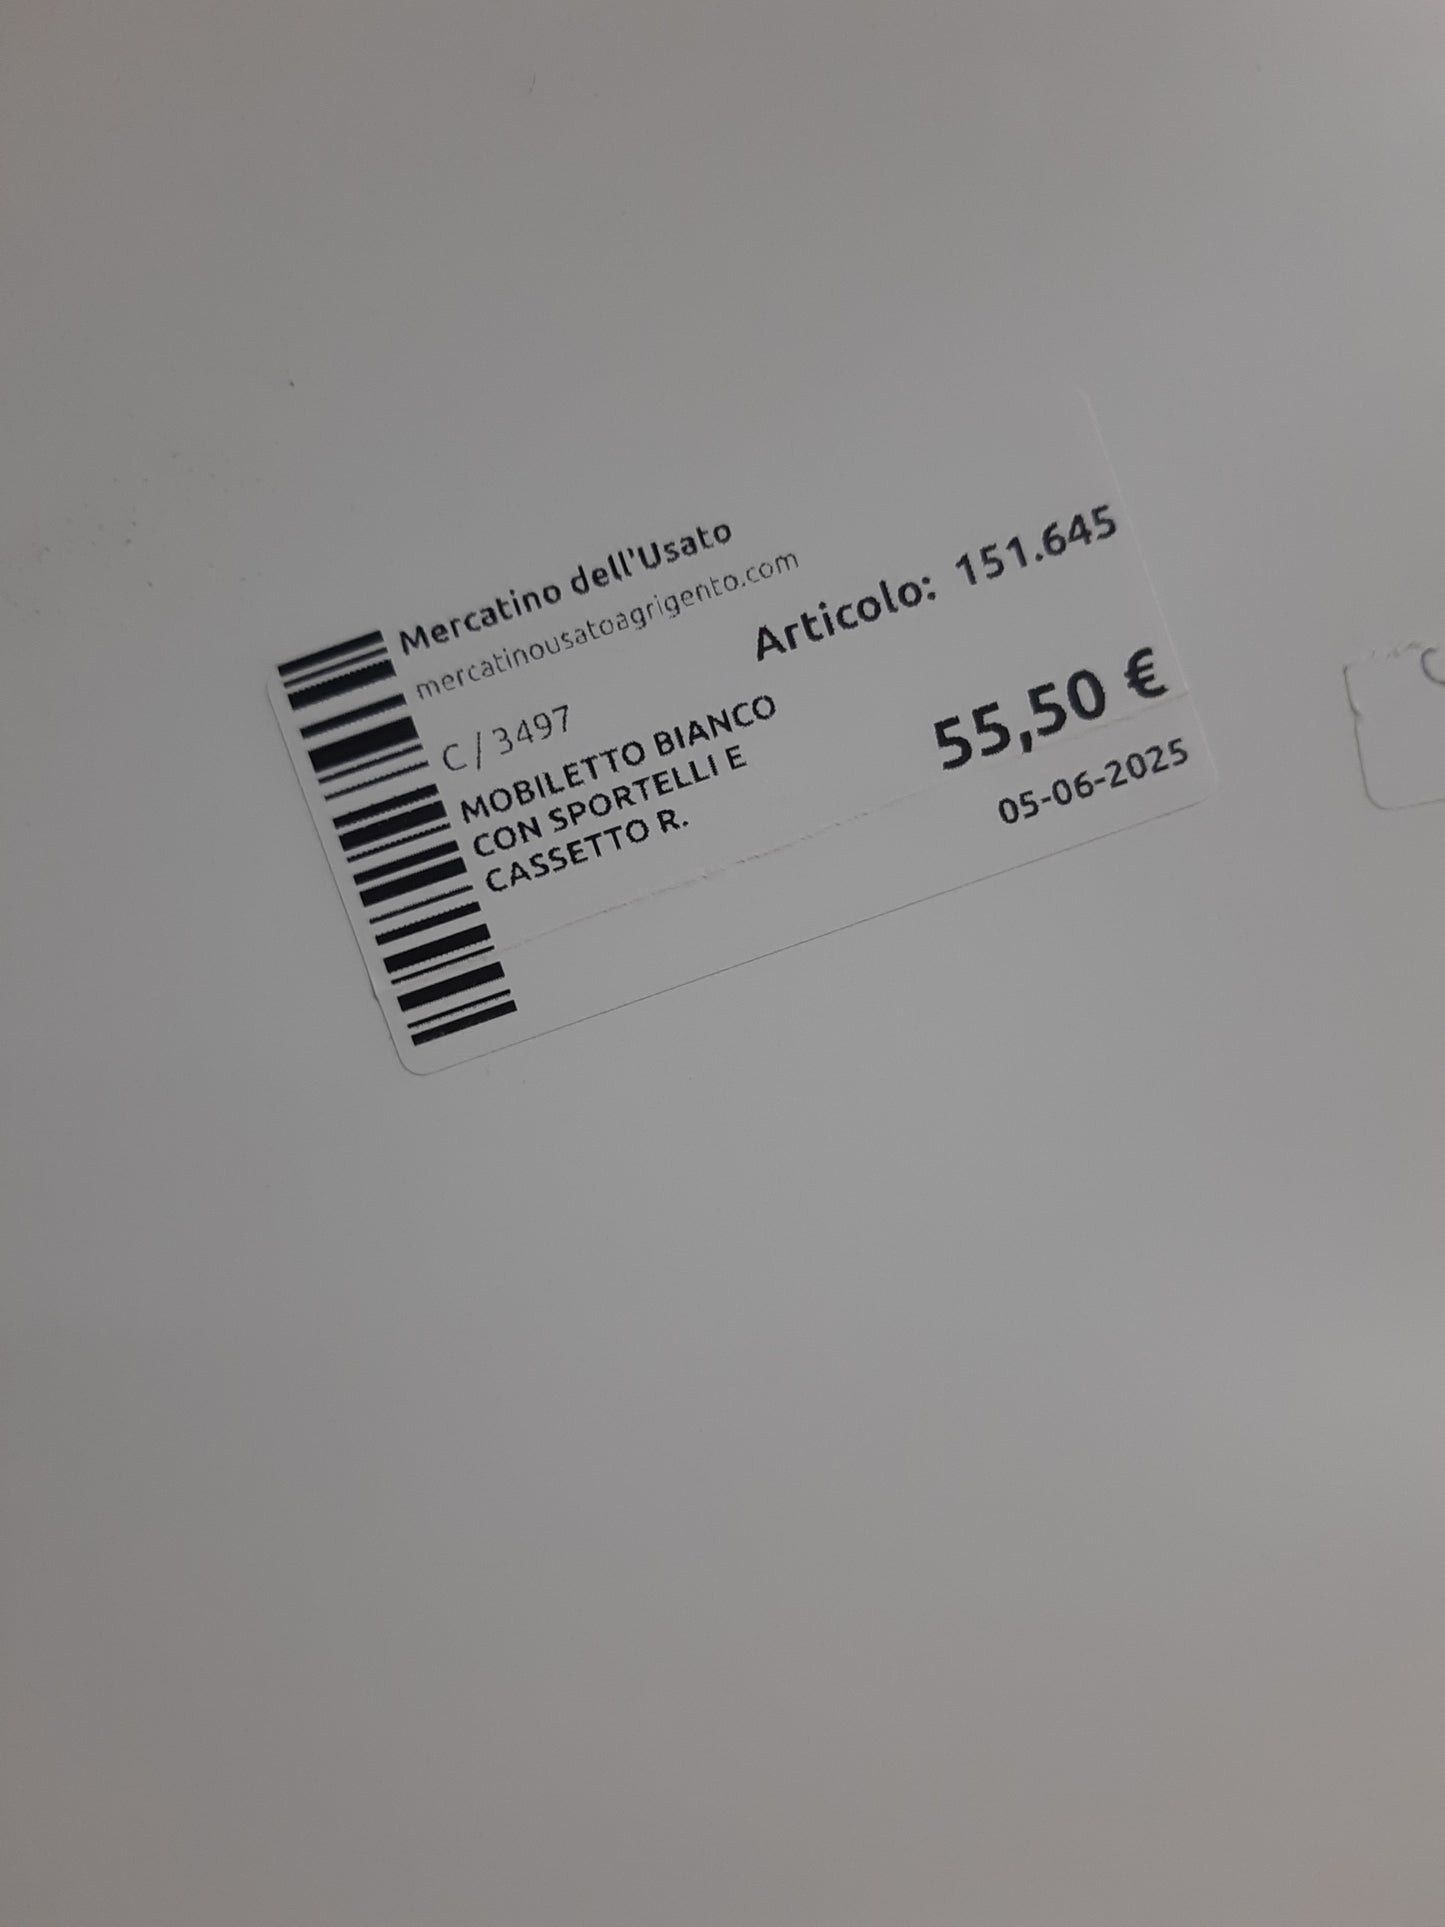 Mercatino dell'Usato
mercatinousatoagrigento.com
Articolo: 151.645
C/3497
MOBILETTO BIANCO
CON SPORTELLI E
CASSETTO R.
55,50 €
05-06-2025